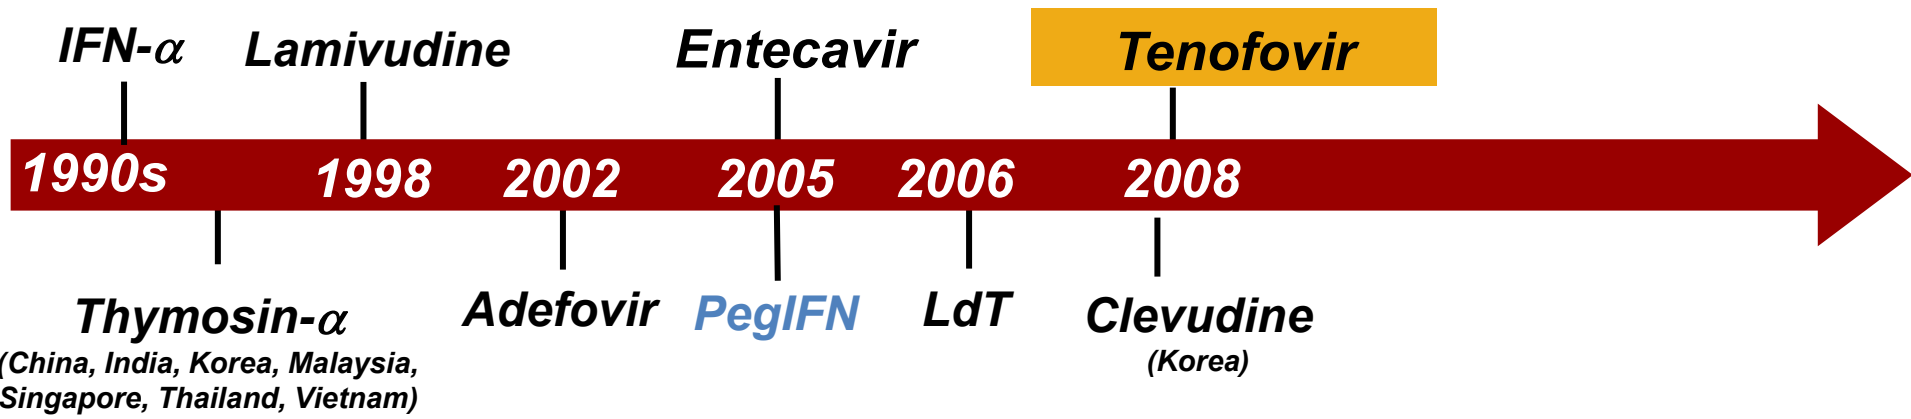 IFN-α Lamivudine Entecavir Tenofovir
1990s 1998 2002 2005 2006 2008
Thymosin-α Adefovir PegIFN LdT Clevudine
(China, India, Korea, Malaysia, (Korea)
Singapore, Thailand, Vietnam)